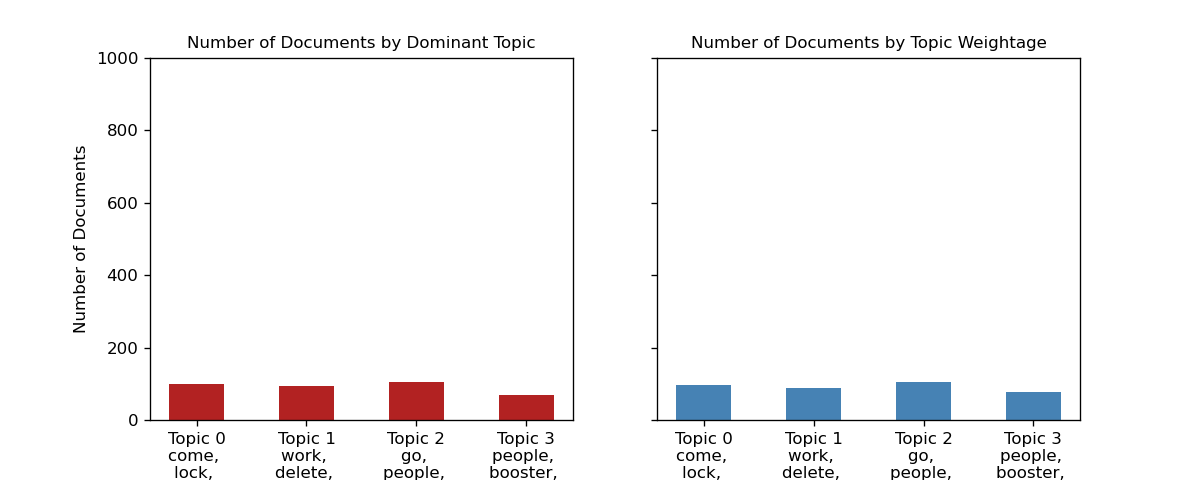 Number of Documents by Dominant Topic
Number of Documents by Topic Weightage
Number of Documents
1000
800
600
400
200
0
Topic 0
come,
lock,
Topic 1
work,
delete,
Topic 2
go,
people,
Topic 3
people,
booster,
Topic 0
come,
lock,
Topic 1
work,
delete,
Topic 2
go,
people,
Topic 3
people,
booster,